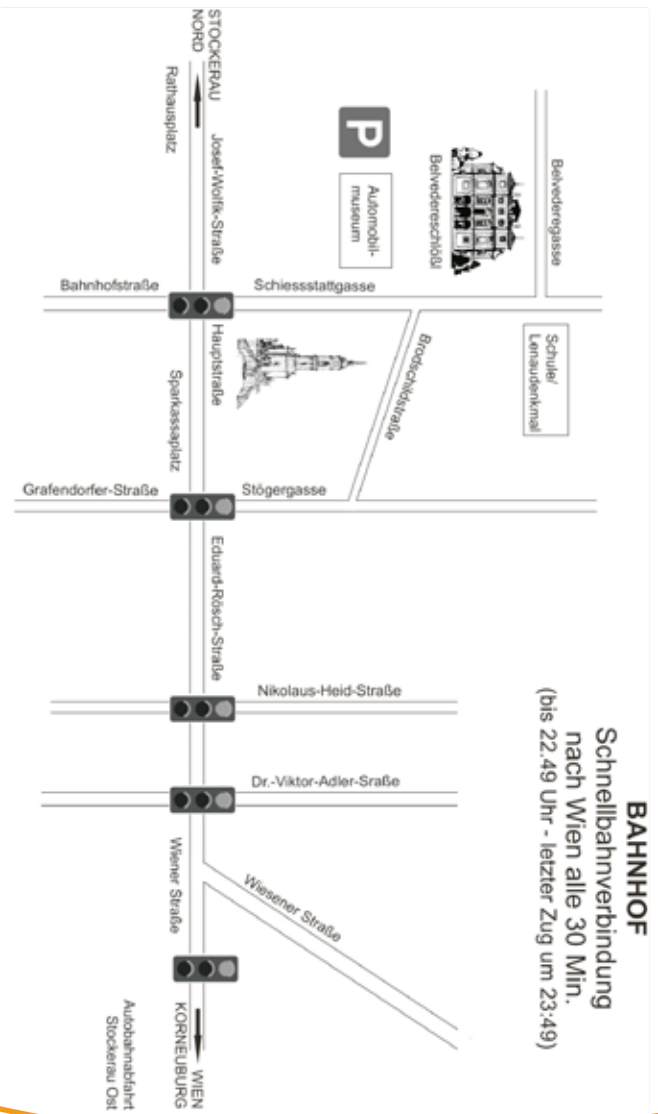 BAHNHOF
Schnellbahnverbindung
nach Wien alle 30 Min.
(bis 22.49 Uhr - letzter Zug um 23:49)
Belvederegasse
Schule/
Lenaudenkmal
Belvedereschlößl
P
Automobil-
museum
Brodschildstraße
Schiessstattgasse
Stögergasse
Nikolaus-Heid-Straße
Dr.-Viktor-Adler-Sraße
Wiesener Straße
STOCKERAU
NORD
Josef-Wolfik-Straße
Hauptstraße
Eduard-Rösch-Straße
Rathausplatz
Sparkassaplatz
Wiener Straße
WIEN
KORNEUBURG
Bahnhofstraße
Grafendorfer-Straße
Autobahnabfahrt
Stockerau Ost